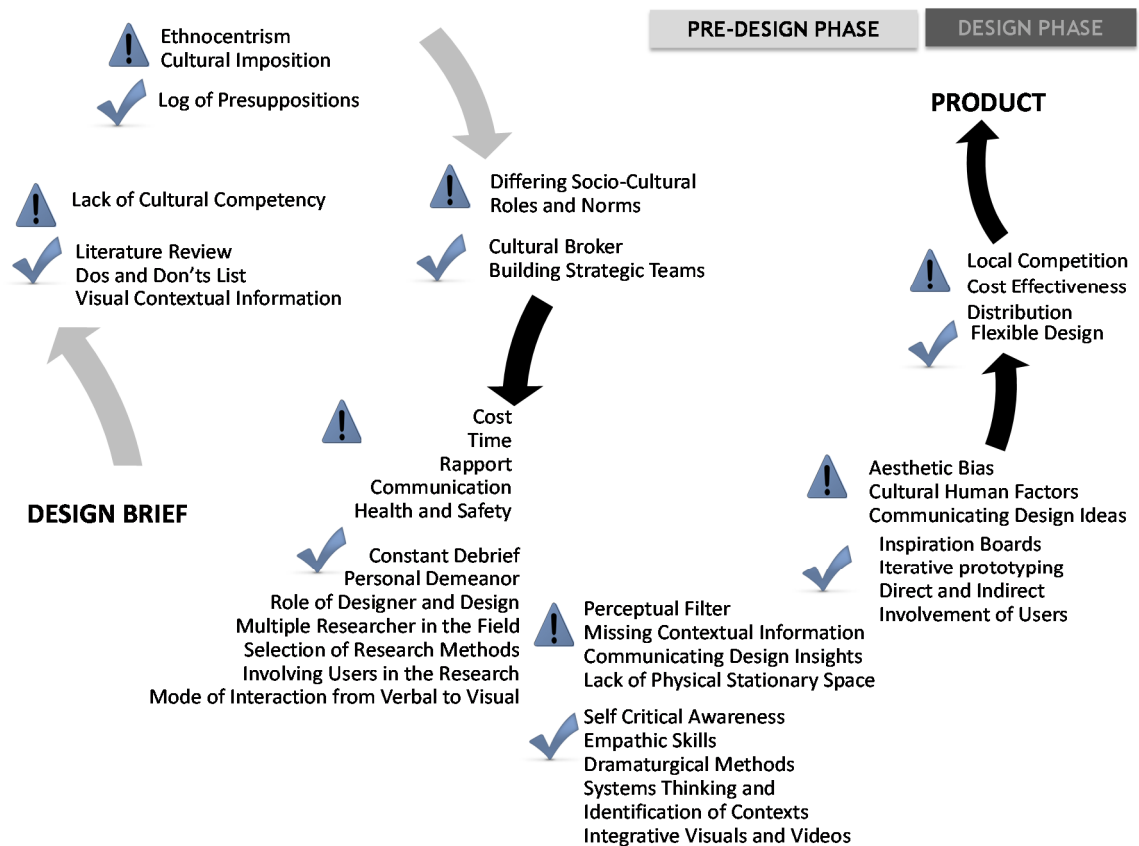 PRE-DESIGN PHASE
DESIGN PHASE
Ethnocentrism
Cultural Imposition
Log of Presuppositions
Lack of Cultural Competency
Literature Review
Dos and Don’ts List
Visual Contextual Information
DESIGN BRIEF
Differing Socio-Cultural
Roles and Norms
Cultural Broker
Building Strategic Teams
Cost
Time
Rapport
Communication
Health and Safety
Constant Debrief
Personal Demeanor
Role of Designer and Design
Multiple Researcher in the Field
Selection of Research Methods
Involving Users in the Research
Mode of Interaction from Verbal to Visual
Perceptual Filter
Missing Contextual Information
Communicating Design Insights
Lack of Physical Stationary Space
Self Critical Awareness
Empathic Skills
Dramaturgical Methods
Systems Thinking and
Identification of Contexts
Integrative Visuals and Videos
Aesthetic Bias
Cultural Human Factors
Communicating Design Ideas
Inspiration Boards
Iterative prototyping
Direct and Indirect
Involvement of Users
Local Competition
Cost Effectiveness
Distribution
Flexible Design
PRODUCT